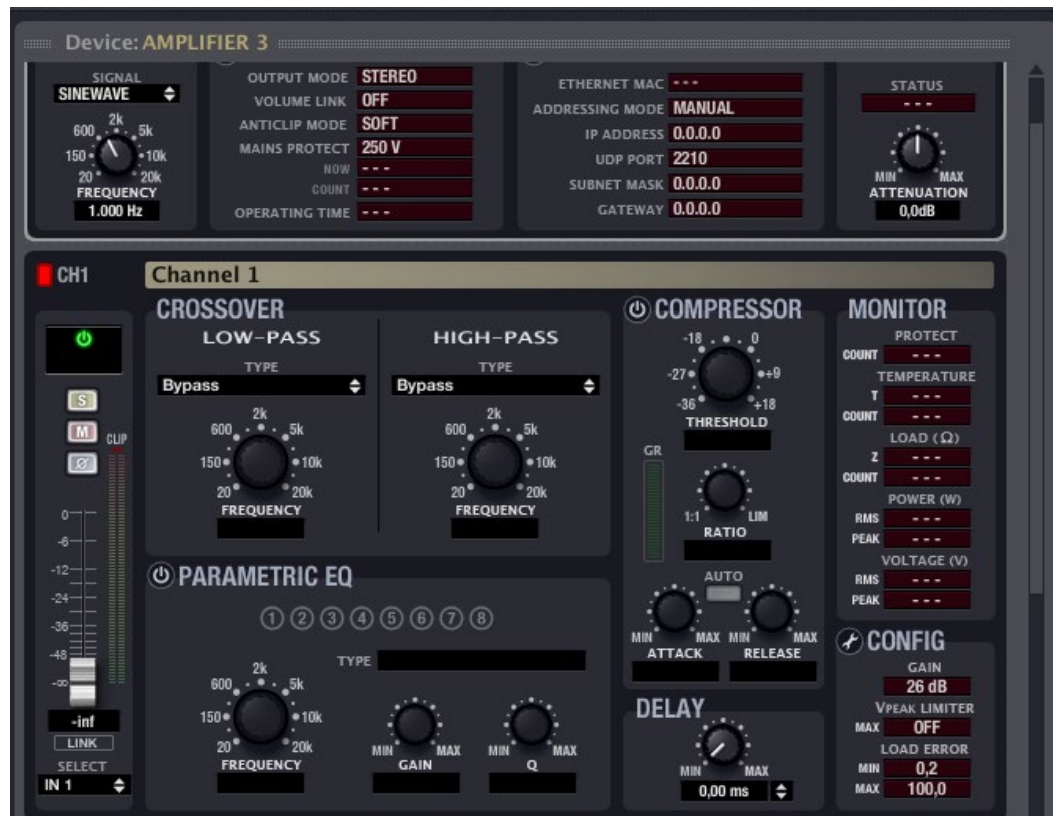 Device: AMPLIFIER 3
SIGNAL
SINEWAVE
20 150 600 2k 5k 10k 20k
FREQUENCY
1.000 Hz
OUTPUT MODE STEREO
VOLUME LINK OFF
ANTICLIP MODE SOFT
MAINS PROTECT 250 V
NOW - - -
COUNT - - -
OPERATING TIME - - -
ETHERNET MAC - - -
ADDRESSING MODE MANUAL
IP ADDRESS 0.0.0.0
UDP PORT 2210
SUBNET MASK 0.0.0.0
GATEWAY 0.0.0.0
STATUS
- - -
MIN MAX
ATTENUATION
0,0dB
CH1
Channel 1
S
M
Ø
CLIP
0
-6
-12
-24
-36
-48
-∞
-inf
LINK
SELECT
IN 1
CROSSOVER
LOW-PASS
TYPE
Bypass
20 150 600 2k 5k 10k 20k
FREQUENCY
HIGH-PASS
TYPE
Bypass
20 150 600 2k 5k 10k 20k
FREQUENCY
PARAMETRIC EQ
1 2 3 4 5 6 7 8
TYPE
20 150 600 2k 5k 10k 20k
FREQUENCY
MIN MAX
GAIN
MIN MAX
Q
COMPRESSOR
-36 -27 -18 0 +9 +18
THRESHOLD
GR
1:1 LIM
RATIO
AUTO
MIN MAX
ATTACK
MIN MAX
RELEASE
DELAY
MIN MAX
0,00 ms
MONITOR
PROTECT
COUNT - - -
TEMPERATURE
T - - -
COUNT - - -
LOAD (Ω)
Z - - -
COUNT - - -
POWER (W)
RMS - - -
PEAK - - -
VOLTAGE (V)
RMS - - -
PEAK - - -
CONFIG
GAIN
26 dB
VPEAK LIMITER
MAX OFF
LOAD ERROR
MIN 0,2
MAX 100,0